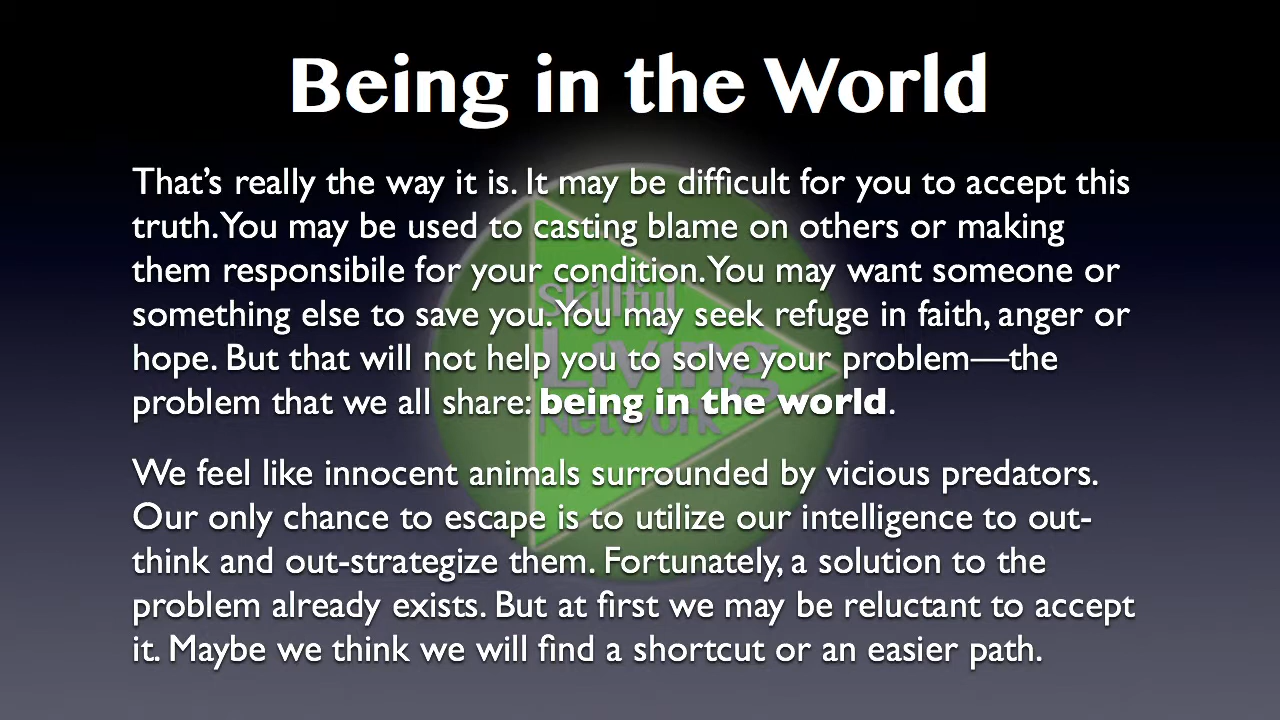 Being in the World
That's really the way it is. It may be difficult for you to accept this
truth. You may be used to casting blame on others or making
them responsibile for your condition. You may want someone or
something else to save you. You may seek refuge in faith, anger or
hope. But that will not help you to solve your problem—the
problem that we all share: being in the world.
We feel like innocent animals surrounded by vicious predators.
Our only chance to escape is to utilize our intelligence to out-
think and out-strategize them. Fortunately, a solution to the
problem already exists. But at first we may be reluctant to accept
it. Maybe we think we will find a shortcut or an easier path.
Skillful
Living
Network